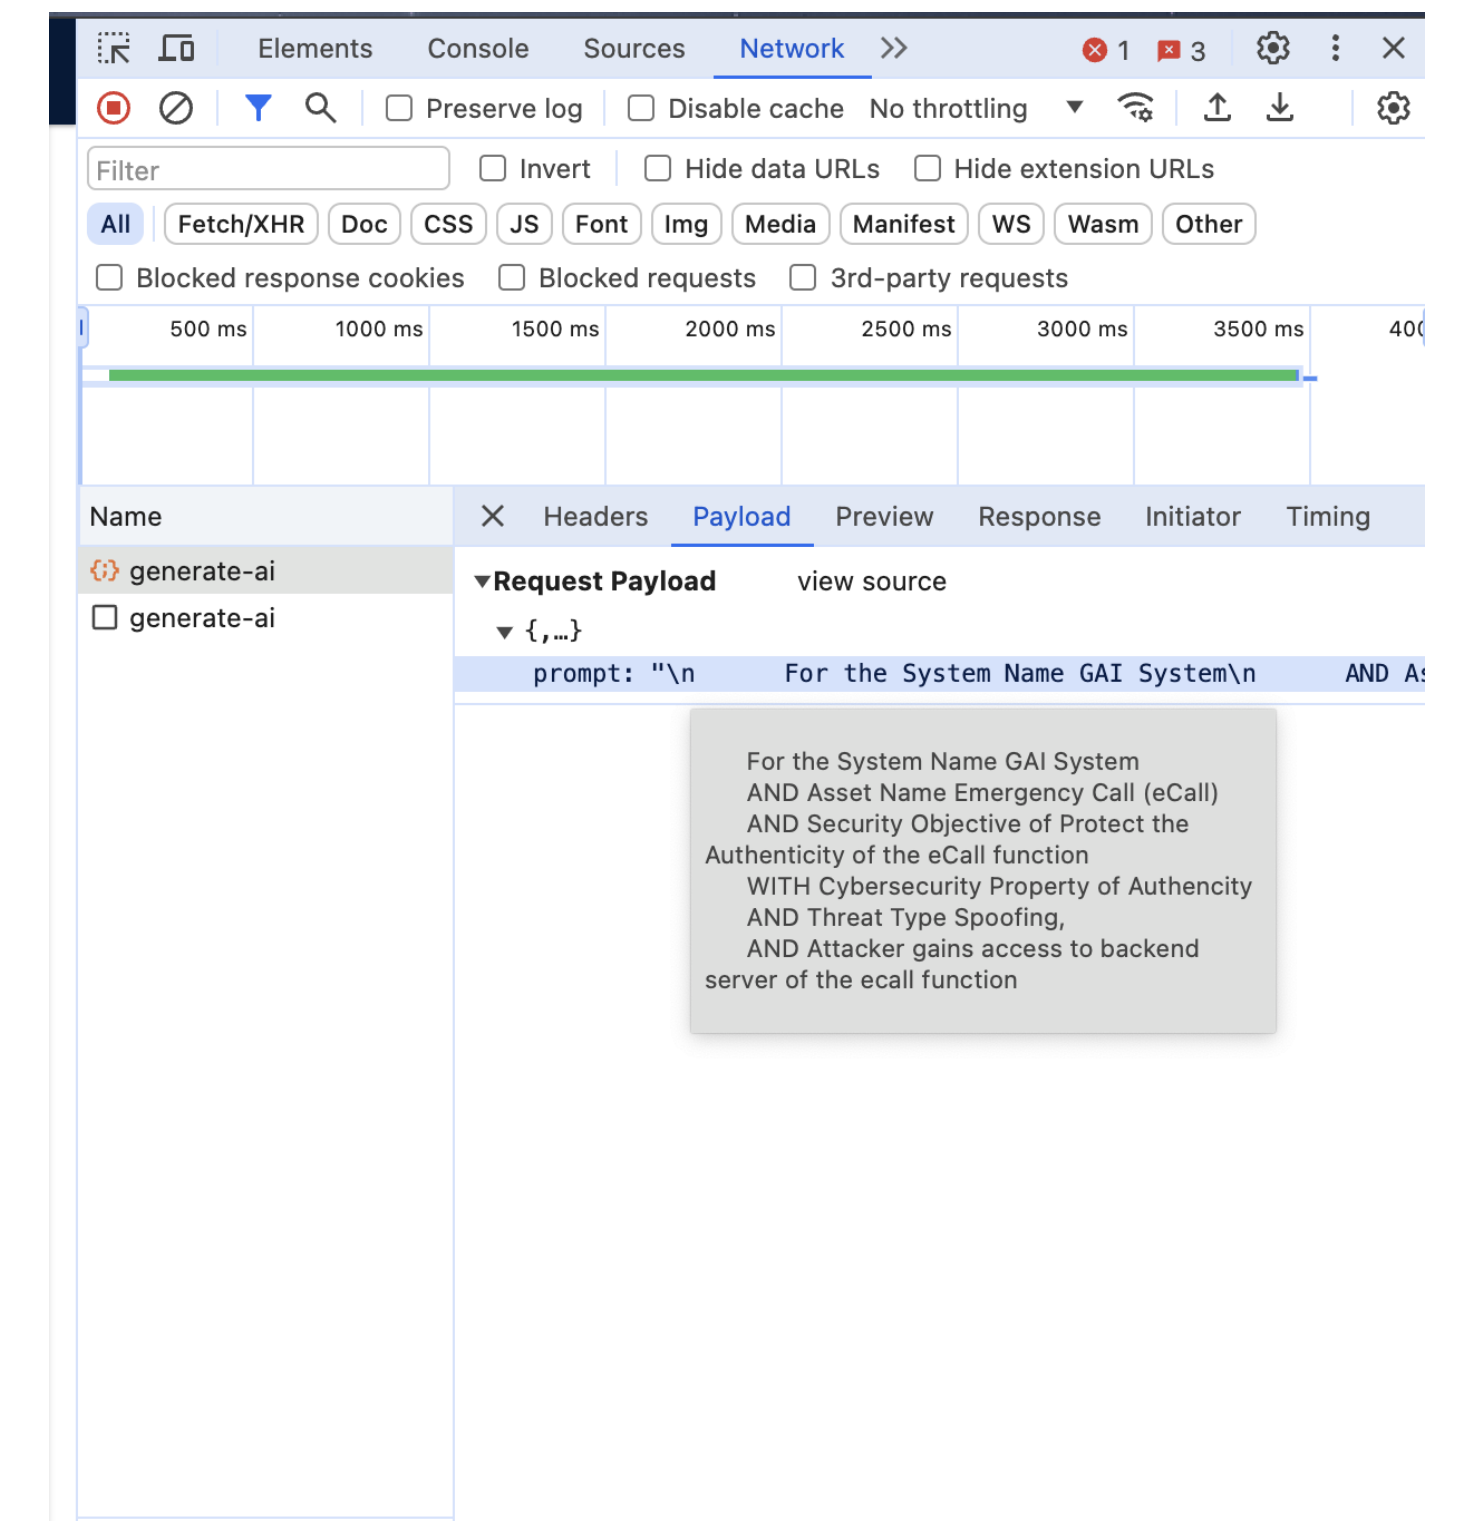 Elements Console Sources Network 1 3
Preserve log Disable cache No throttling
Filter Invert Hide data URLs Hide extension URLs
All Fetch/XHR Doc CSS JS Font Img Media Manifest WS Wasm Other
Blocked response cookies Blocked requests 3rd-party requests
500 ms 1000 ms 1500 ms 2000 ms 2500 ms 3000 ms 3500 ms
Name Headers Payload Preview Response Initiator Timing
generate-ai
generate-ai
Request Payload view source
{,…}
prompt: "\n For the System Name GAI System\n AND
For the System Name GAI System
AND Asset Name Emergency Call (eCall)
AND Security Objective of Protect the
Authenticity of the eCall function
WITH Cybersecurity Property of Authencity
AND Threat Type Spoofing,
AND Attacker gains access to backend
server of the ecall function